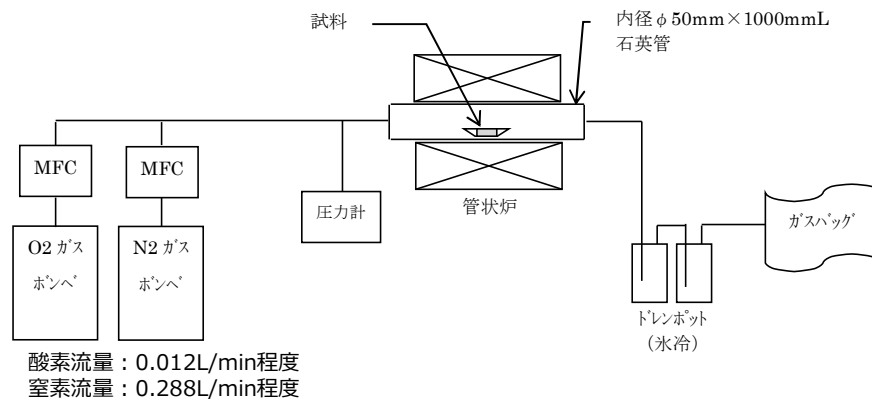 試料
内径φ50mm×1000mmL
石英管
MFC
MFC
圧力計
管状炉
O2 ガス
ボンベ
N2 ガス
ボンベ
ガスバッグ
ドレンポット
（氷冷）
酸素流量：0.012L/min程度
窒素流量：0.288L/min程度